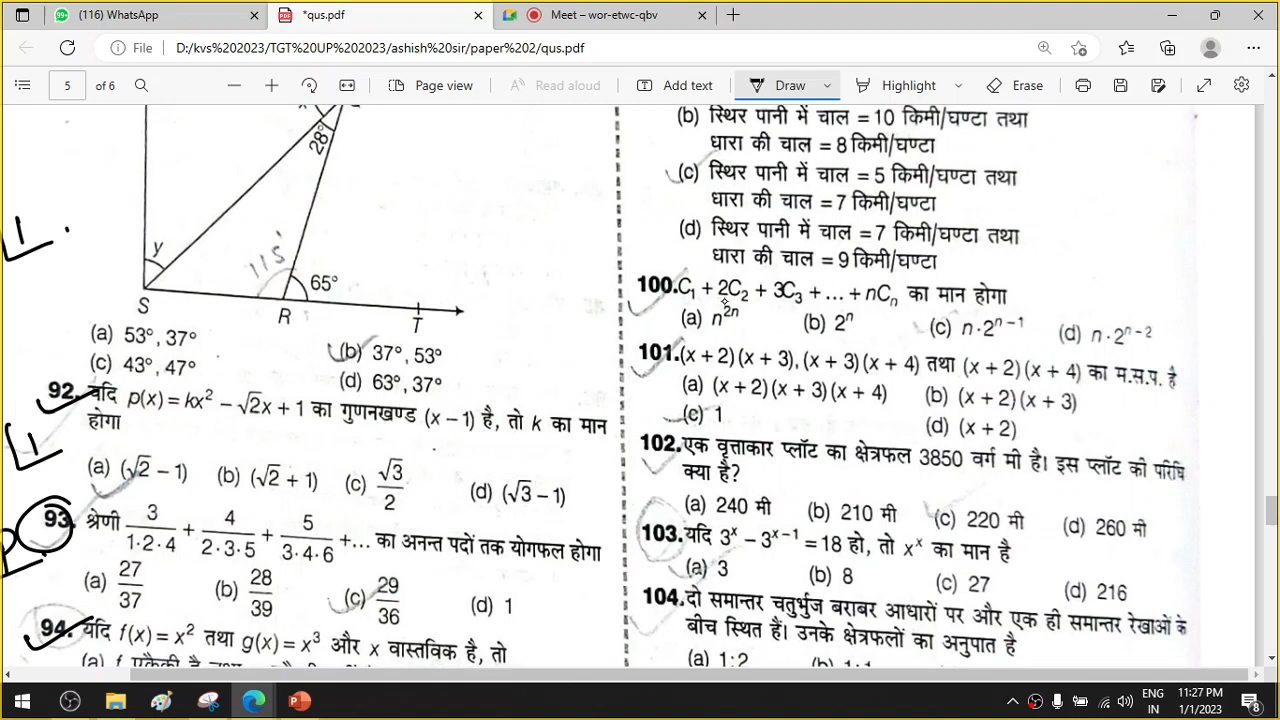 (116) WhatsApp
*qus.pdf
Meet – wor-etwc-qbv
File
D:/kvs%202023/TGT%20UP%202023/ashish%20sir/paper%202/qus.pdf
5 of 6
Page view
Read aloud
Add text
Draw
Highlight
Erase
28°
y
115°
65°
S
R
T
(a) 53°, 37°
(b) 37°, 53°
(c) 43°, 47°
(d) 63°, 37°
92. यदि p(x) = kx² – √2x + 1 का गुणनखण्ड (x – 1) है, तो k का मान
होगा
(a) (√2 – 1) (b) (√2 + 1) (c) √3/2 (d) (√3 – 1)
93. श्रेणी 3/1·2·4 + 4/2·3·5 + 5/3·4·6 +... का अनन्त पदों तक योगफल होगा
(a) 27/37 (b) 28/39 (c) 29/36 (d) 1
94. यदि f(x) = x² तथा g(x) = x³ और x वास्तविक है, तो
(b) स्थिर पानी में चाल = 10 किमी/घण्टा तथा
धारा की चाल = 8 किमी/घण्टा
(c) स्थिर पानी में चाल = 5 किमी/घण्टा तथा
धारा की चाल = 7 किमी/घण्टा
(d) स्थिर पानी में चाल = 7 किमी/घण्टा तथा
धारा की चाल = 9 किमी/घण्टा
100. C₁ + 2C₂ + 3C₃ + ... + nCₙ का मान होगा
(a) n²ⁿ (b) 2ⁿ (c) n·2ⁿ⁻¹ (d) n·2ⁿ⁻²
101. (x + 2)(x + 3), (x + 3)(x + 4) तथा (x + 2)(x + 4) का म.स.प. है
(a) (x + 2)(x + 3)(x + 4) (b) (x + 2)(x + 3)
(c) 1 (d) (x + 2)
102. एक वृत्ताकार प्लॉट का क्षेत्रफल 3850 वर्ग मी है। इस प्लॉट की परिधि
क्या है?
(a) 240 मी (b) 210 मी (c) 220 मी (d) 260 मी
103. यदि 3ˣ – 3ˣ⁻¹ = 18 हो, तो xˣ का मान है
(a) 3 (b) 8 (c) 27 (d) 216
104. दो समान्तर चतुर्भुज बराबर आधारों पर और एक ही समान्तर रेखाओं के
बीच स्थित हैं। उनके क्षेत्रफलों का अनुपात है
(a) 1:2
ENG
IN
11:27 PM
1/1/2023
8